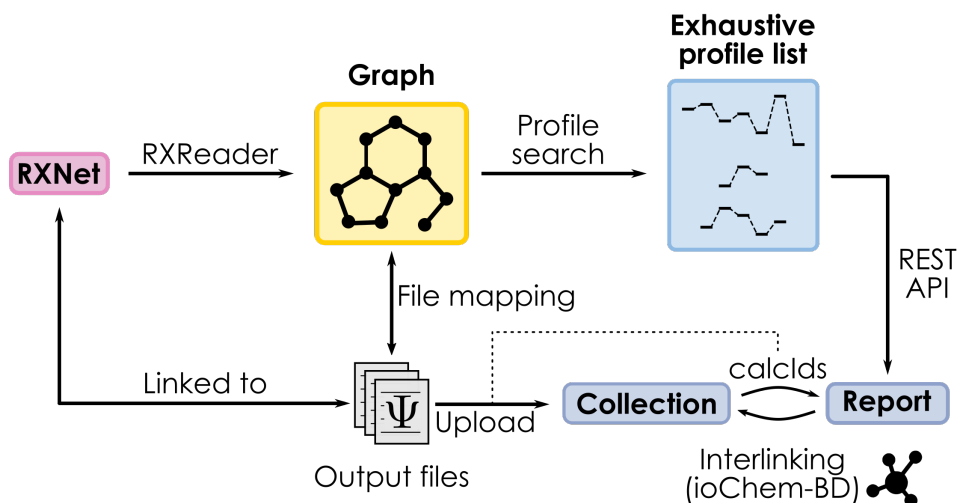 Exhaustive
profile list
Graph
RXNet
RXReader
Profile
search
REST
API
File mapping
Linked to
Ψ
Upload
calcIds
Collection
Report
Output files
Interlinking
(ioChem-BD)